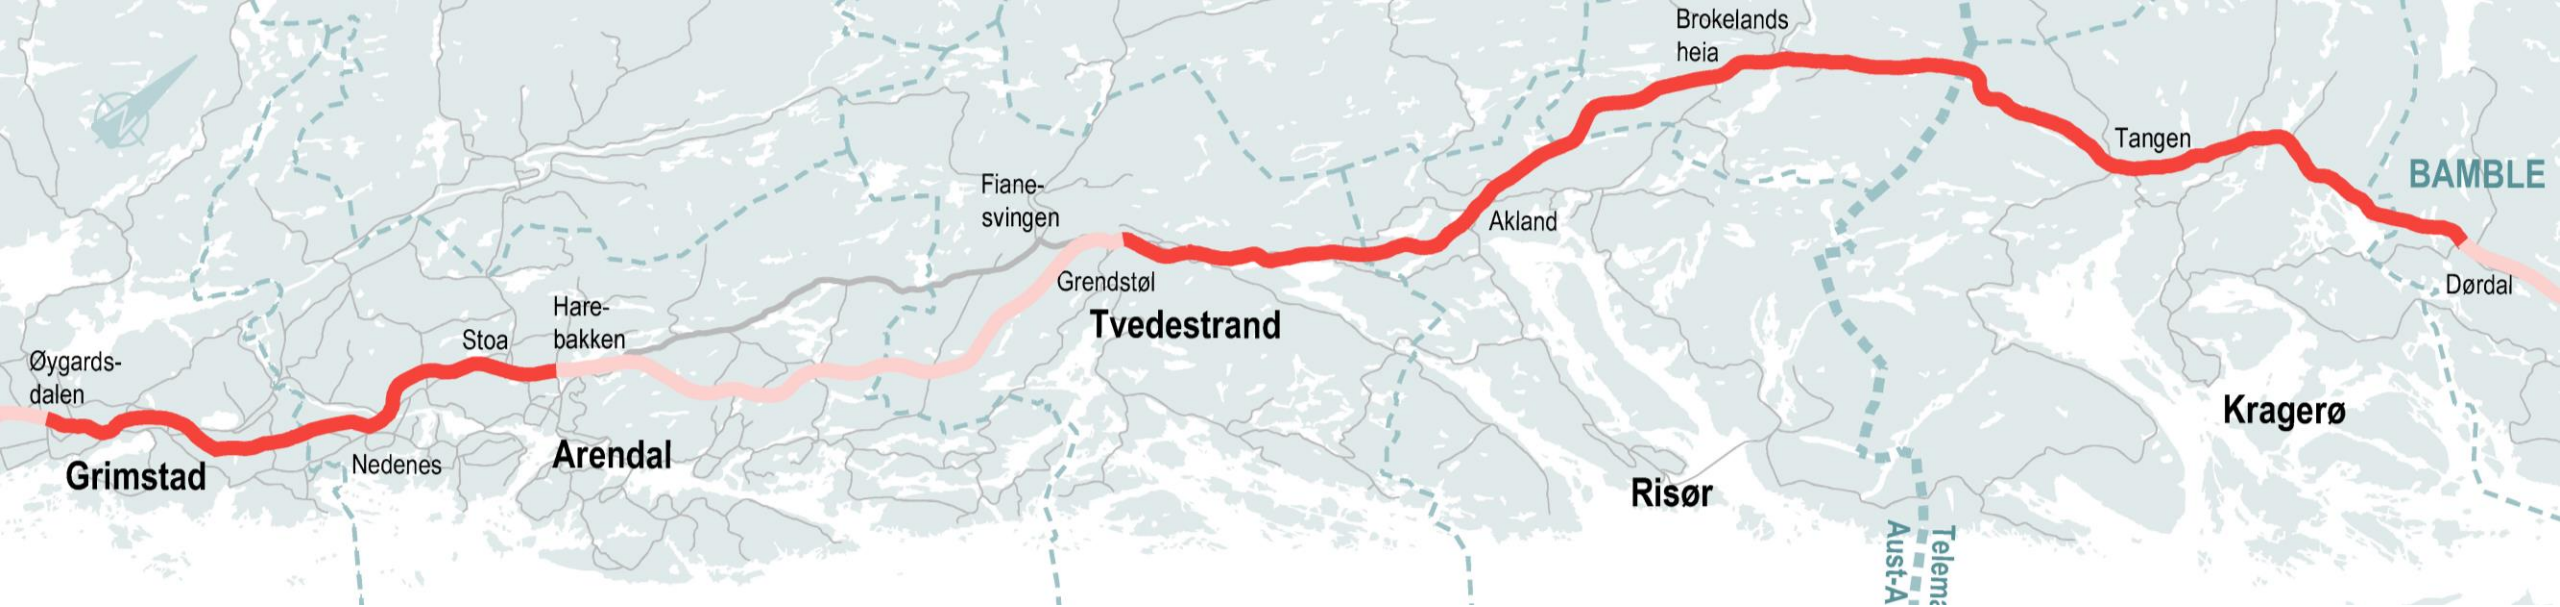 Brokelands
heia
Tangen
BAMBLE
Fiane-
svingen
Akland
Grendstøl
Dørdal
Hare-
bakken
Stoa
Tvedestrand
Øygards-
dalen
Kragerø
Arendal
Nedenes
Grimstad
Risør
Telema
Aust-A
N